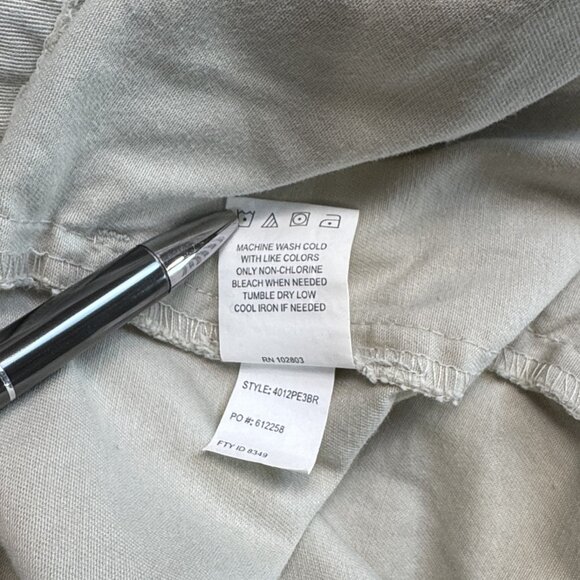 MACHINE WASH COLD
WITH LIKE COLORS
ONLY NON-CHLORINE
BLEACH WHEN NEEDED
TUMBLE DRY LOW
COOL IRON IF NEEDED
RN 102803
STYLE: 4012PE3BR
PO #: 612258
FTY ID 8349